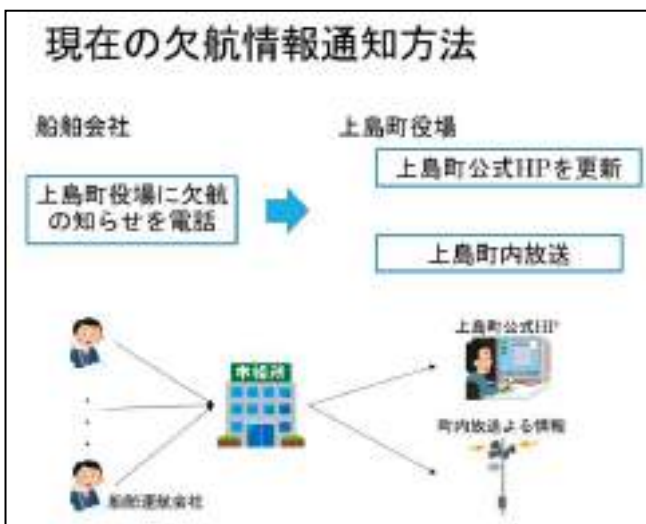 現在の欠航情報通知方法
船舶会社
上島町役場
上島町役場に欠航
の知らせを電話
上島町公式HPを更新
上島町内放送
上島町公式HP
市役所
町内放送よる情報
船舶運航会社